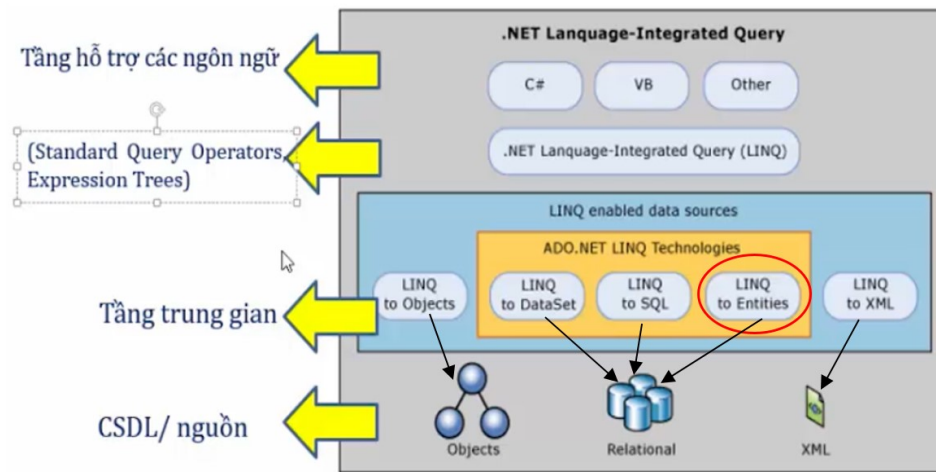 .NET Language-Integrated Query
Tầng hỗ trợ các ngôn ngữ
C#
VB
Other
(Standard Query Operators,
Expression Trees)
.NET Language-Integrated Query (LINQ)
LINQ enabled data sources
ADO.NET LINQ Technologies
LINQ
to Objects
LINQ
to DataSet
LINQ
to SQL
LINQ
to Entities
LINQ
to XML
Tầng trung gian
CSDL/ nguồn
Objects
Relational
XML